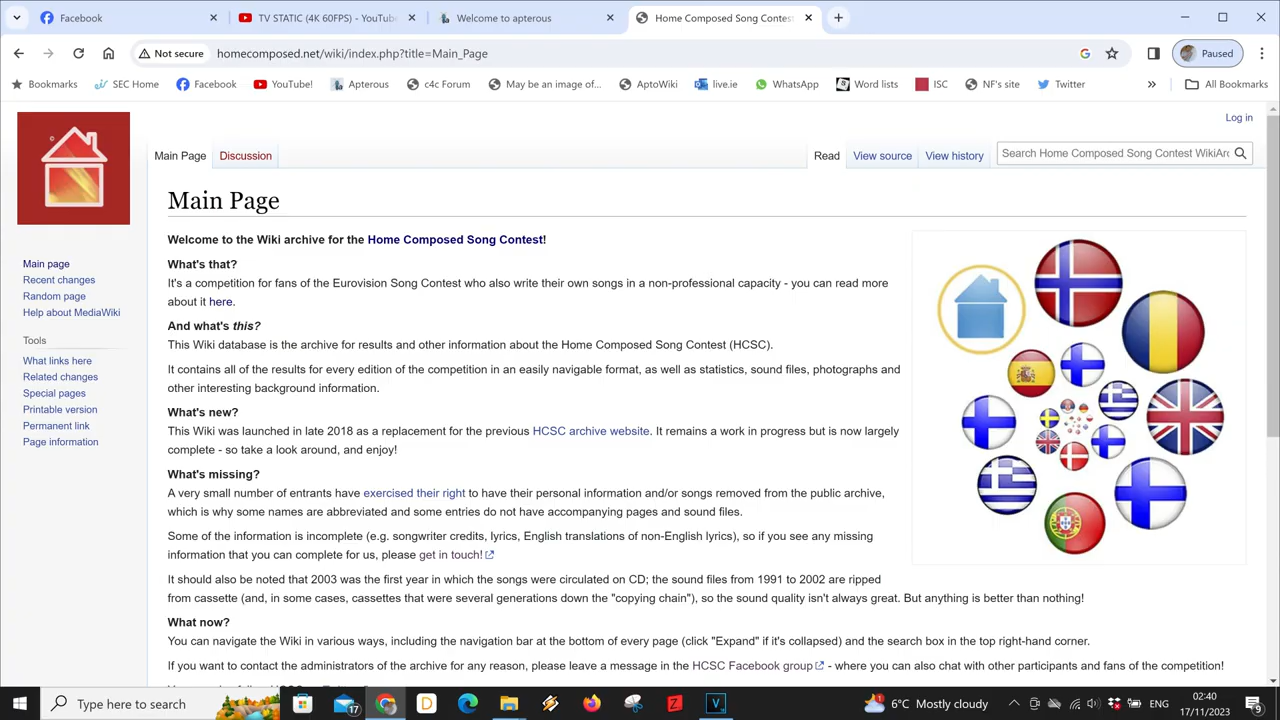 Facebook
TV STATIC (4K 60FPS) - YouTube
Welcome to apterous
Home Composed Song Contest
Not secure
homecomposed.net/wiki/index.php?title=Main_Page
Paused
Bookmarks
SEC Home
Facebook
YouTube!
Apterous
c4c Forum
May be an image of...
AptoWiki
live.ie
WhatsApp
Word lists
ISC
NF's site
Twitter
All Bookmarks
Log in
Main Page
Discussion
Read
View source
View history
Search Home Composed Song Contest WikiArc
Main Page
Main page
Recent changes
Random page
Help about MediaWiki
Tools
What links here
Related changes
Special pages
Printable version
Permanent link
Page information
Welcome to the Wiki archive for the Home Composed Song Contest!
What's that?
It's a competition for fans of the Eurovision Song Contest who also write their own songs in a non-professional capacity - you can read more
about it here.
And what's this?
This Wiki database is the archive for results and other information about the Home Composed Song Contest (HCSC).
It contains all of the results for every edition of the competition in an easily navigable format, as well as statistics, sound files, photographs and
other interesting background information.
What's new?
This Wiki was launched in late 2018 as a replacement for the previous HCSC archive website. It remains a work in progress but is now largely
complete - so take a look around, and enjoy!
What's missing?
A very small number of entrants have exercised their right to have their personal information and/or songs removed from the public archive,
which is why some names are abbreviated and some entries do not have accompanying pages and sound files.
Some of the information is incomplete (e.g. songwriter credits, lyrics, English translations of non-English lyrics), so if you see any missing
information that you can complete for us, please get in touch!
It should also be noted that 2003 was the first year in which the songs were circulated on CD; the sound files from 1991 to 2002 are ripped
from cassette (and, in some cases, cassettes that were several generations down the "copying chain"), so the sound quality isn't always great. But anything is better than nothing!
What now?
You can navigate the Wiki in various ways, including the navigation bar at the bottom of every page (click "Expand" if it's collapsed) and the search box in the top right-hand corner.
If you want to contact the administrators of the archive for any reason, please leave a message in the HCSC Facebook group - where you can also chat with other participants and fans of the competition!
Type here to search
17
D
Z
V
6°C Mostly cloudy
ENG
02:40
17/11/2023
9